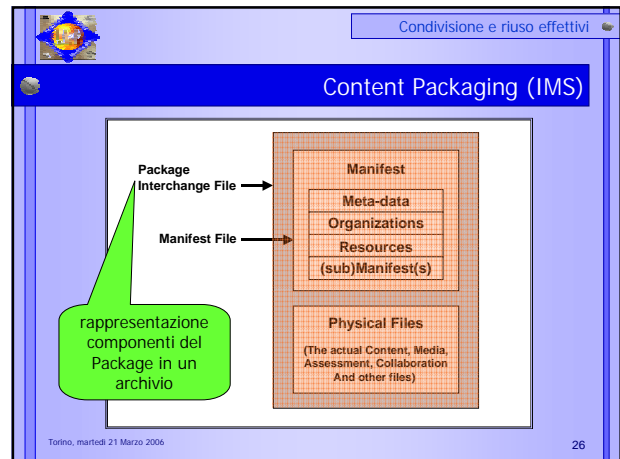 Condivisione e riuso effettivi
Content Packaging (IMS)
Package
Interchange File
Manifest File
Manifest
Meta-data
Organizations
Resources
(sub)Manifest(s)
Physical Files
(The actual Content, Media,
Assessment, Collaboration
And other files)
rappresentazione
componenti del
Package in un
archivio
Torino, martedì 21 Marzo 2006
26